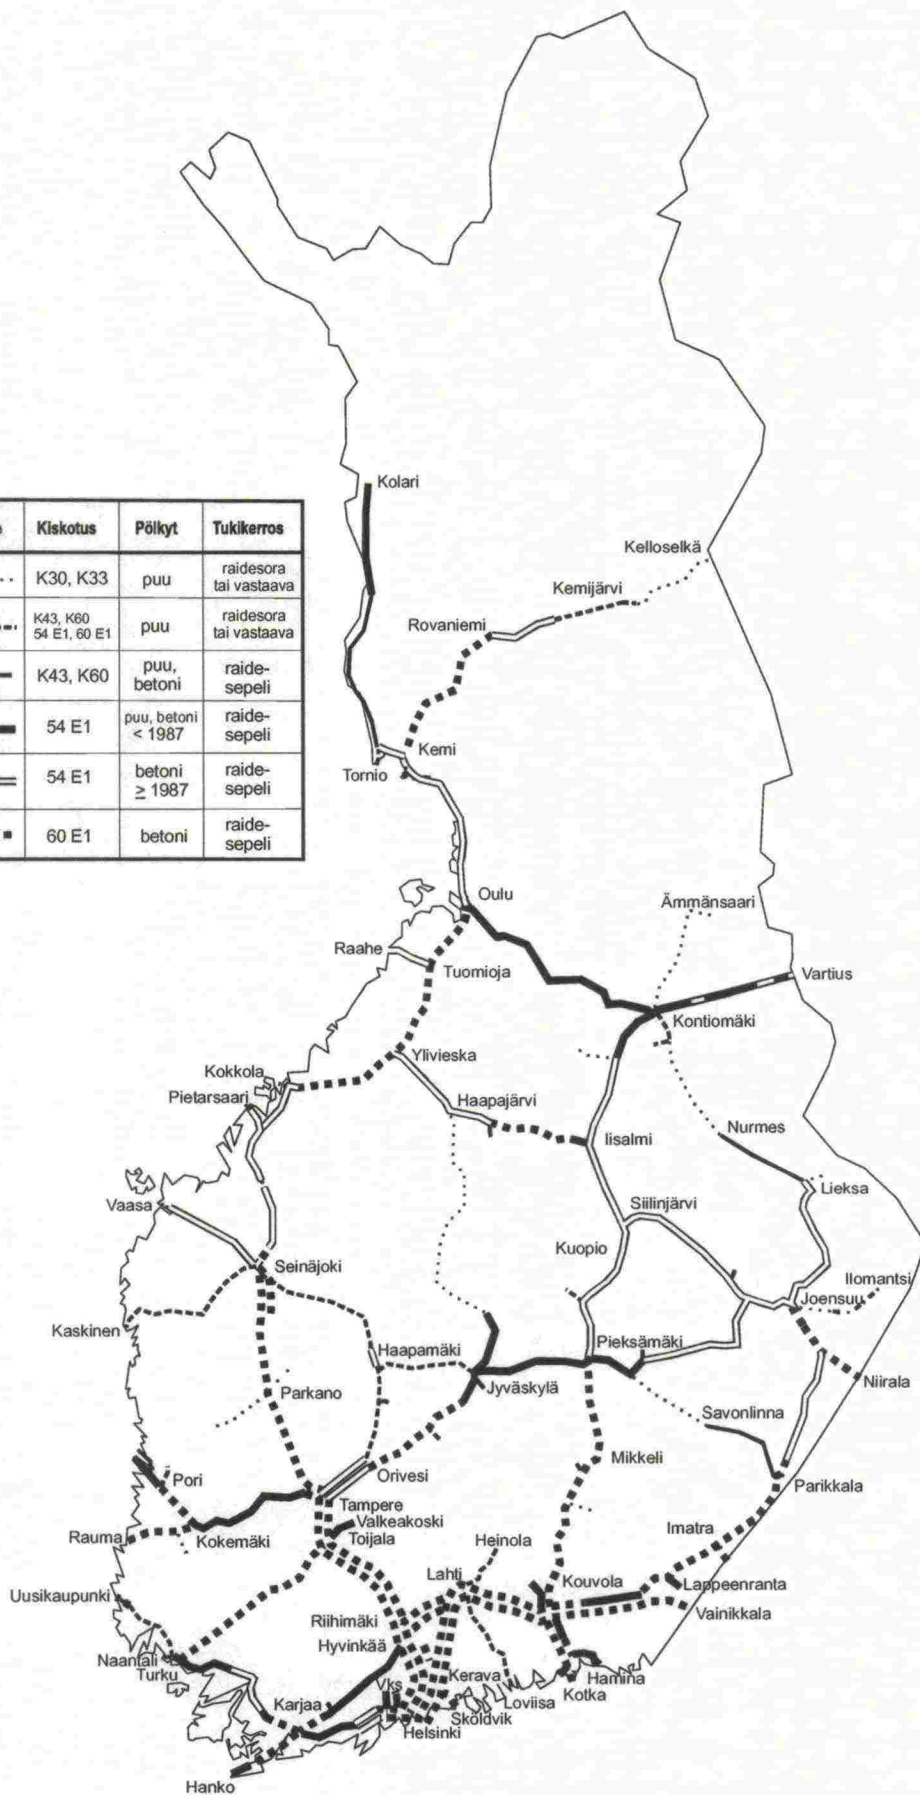 Kolari
Kiskotus Pölkyt Tukikerros
K30, K33 puu raidesora
tai vastaava
K43, K60
54 E1, 60 E1 puu raidesora
tai vastaava
K43, K60 puu,
betoni raide-
sepeli
54 E1 puu, betoni
< 1987 raide-
sepeli
54 E1 betoni
≥ 1987 raide-
sepeli
60 E1 betoni raide-
sepeli
Kelloselkä
Kemijärvi
Rovaniemi
Kemi
Tornio
Oulu
Ämmänsaari
Raahe
Tuomioja
Vartius
Kontiomäki
Ylivieska
Kokkola
Pietarsaari
Haapajärvi
Nurmes
Iisalmi
Lieksa
Vaasa
Siilinjärvi
Kuopio
Seinäjoki
Ilomantsi
Joensuu
Kaskinen
Haapamäki
Pieksämäki
Jyväskylä
Niirala
Parkano
Savonlinna
Mikkeli
Orivesi
Pori
Parikkala
Tampere
Valkeakoski
Toijala
Imatra
Rauma
Kokemäki
Heinola
Lahti
Kouvola
Lappeenranta
Uusikaupunki
Vainikkala
Riihimäki
Hyvinkää
Naantali
Turku
Kerava
Hamina
Vks
Loviisa
Kotka
Karjaa
Sköldvik
Helsinki
Hanko